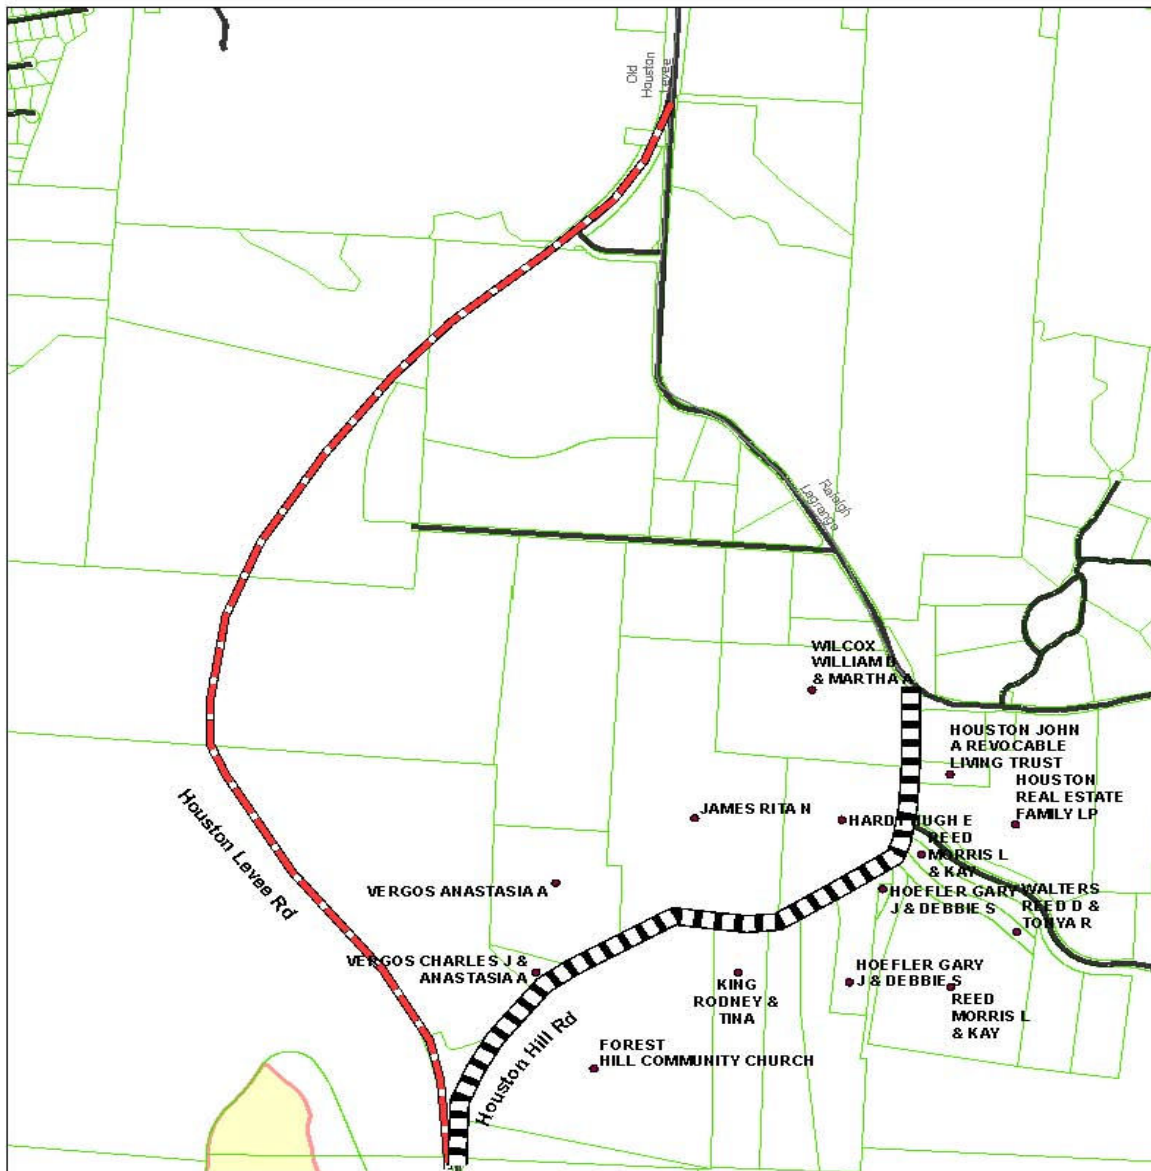 Old
Houston
Levee
Raleigh
Lagrange
WILCOX
WILLIAM D
& MARTHA A
HOUSTON JOHN
A REVOCABLE
LIVING TRUST
HOUSTON
REAL ESTATE
FAMILY LP
JAMES RITA N
HARDY HUGH E
REED
MORRIS L
& KAY
Houston Levee Rd
VERGOS ANASTASIA A
HOEFLER GARY
J & DEBBIE S
WALTERS
REED D &
TONYA R
VERGOS CHARLES J &
ANASTASIA A
KING
RODNEY &
TINA
HOEFLER GARY
J & DEBBIE S
REED
MORRIS L
& KAY
Houston Hill Rd
FOREST
HILL COMMUNITY CHURCH